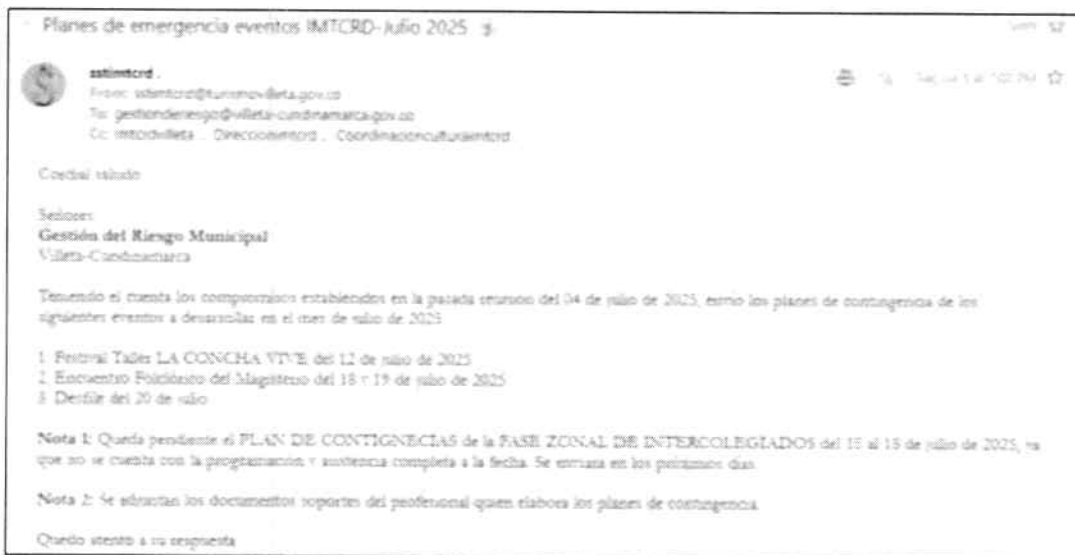 Planes de emergencia eventos IMTCRD-Julio 2025
sstimtcrd .
From: sstimtcrd@turismovilleta.gov.co
To: gestionderiesgo@villeta-cundinamarca.gov.co
Cc: imtcrdvilleta , Direccionimtcrd , Coordinacionculturaimtcrd
Cordial saludo
Señores
Gestión del Riesgo Municipal
Villeta-Cundinamarca
Teniendo el cuenta los compromisos establecidos en la pasada reunión del 04 de julio de 2025, envío los planes de contingencia de los
siguientes eventos a desarrollar en el mes de julio de 2025
1. Festival Taller LA CONCHA VIVE del 12 de julio de 2025
2. Encuentro Folclórico del Magisterio del 18 y 19 de julio de 2025
3. Desfile del 20 de julio
Nota 1: Queda pendiente el PLAN DE CONTIGNECIAS de la FASE ZONAL DE INTERCOLEGIADOS del 15 al 18 de julio de 2025, ya
que no se cuenta con la programación y asistencia completa a la fecha. Se enviara en los próximos días.
Nota 2: Se adjuntan los documentos soportes del profesional quien elabora los planes de contingencia.
Quedo atento a su respuesta